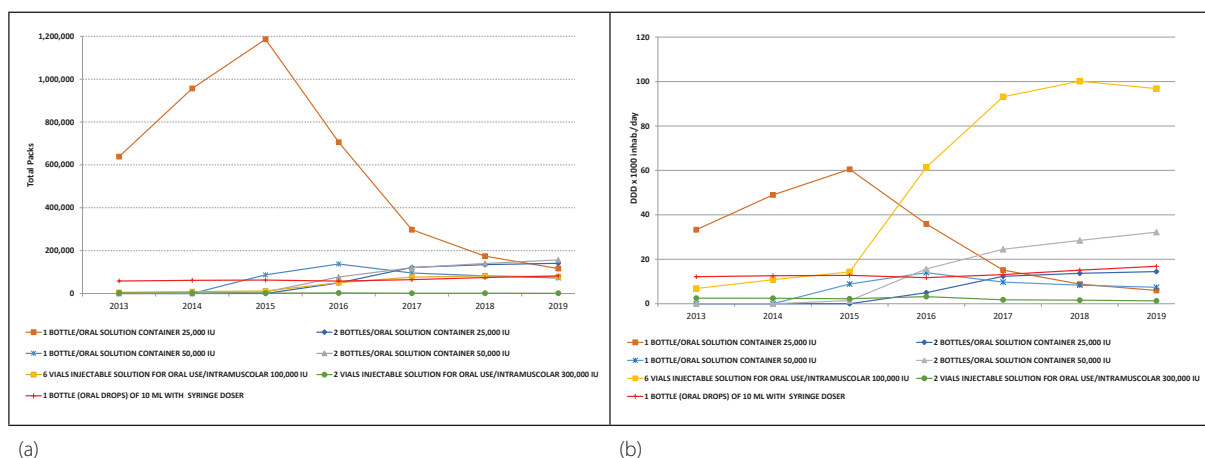 1,200,000
1,000,000
800,000
600,000
400,000
200,000
0
Total Packs
2013 2014 2015 2016 2017 2018 2019
1 BOTTLE/ORAL SOLUTION CONTAINER 25,000 IU 2 BOTTLES/ORAL SOLUTION CONTAINER 25,000 IU
1 BOTTLE/ORAL SOLUTION CONTAINER 50,000 IU 2 BOTTLES/ORAL SOLUTION CONTAINER 50,000 IU
6 VIALS INJECTABLE SOLUTION FOR ORAL USE/INTRAMUSCOLAR 100,000 IU 2 VIALS INJECTABLE SOLUTION FOR ORAL USE/INTRAMUSCOLAR 300,000 IU
1 BOTTLE (ORAL DROPS) OF 10 ML WITH SYRINGE DOSER
(a)
120
100
80
60
40
20
0
DDD x 1000 inhab./day
2013 2014 2015 2016 2017 2018 2019
1 BOTTLE/ORAL SOLUTION CONTAINER 25,000 IU 2 BOTTLES/ORAL SOLUTION CONTAINER 25,000 IU
1 BOTTLE/ORAL SOLUTION CONTAINER 50,000 IU 2 BOTTLES/ORAL SOLUTION CONTAINER 50,000 IU
6 VIALS INJECTABLE SOLUTION FOR ORAL USE/INTRAMUSCOLAR 100,000 IU 2 VIALS INJECTABLE SOLUTION FOR ORAL USE/INTRAMUSCOLAR 300,000 IU
1 BOTTLE (ORAL DROPS) OF 10 ML WITH SYRINGE DOSER
(b)